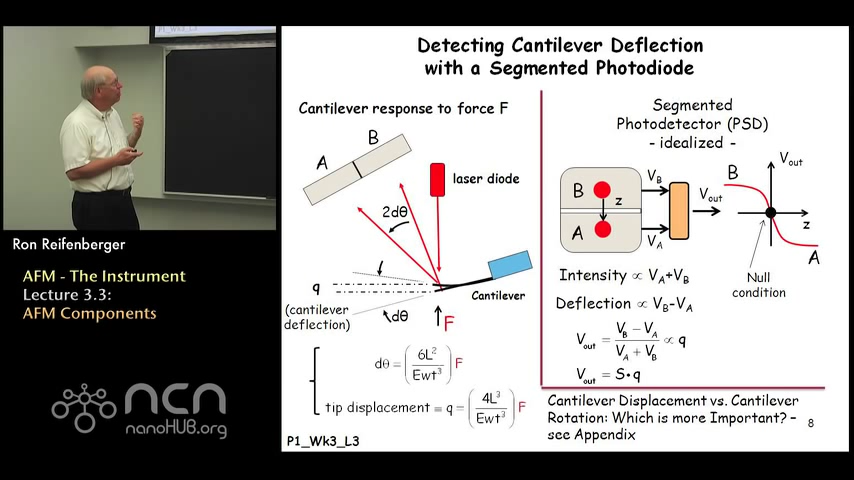 P1_Wk3_L3
Ron Reifenberger
AFM - The Instrument
Lecture 3.3:
AFM Components
ncn
nanoHUB.org
Detecting Cantilever Deflection
with a Segmented Photodiode
Cantilever response to force F
A
B
laser diode
2dθ
q
(cantilever
deflection)
dθ
F
Cantilever
dθ = (6L²/Ewt³) F
tip displacement = q = (4L³/Ewt³) F
P1_Wk3_L3
Segmented
Photodetector (PSD)
- idealized -
B
A
z
V_B
V_A
V_out
B
V_out
z
A
Null
condition
Intensity ∝ V_A+V_B
Deflection ∝ V_B-V_A
V_out = (V_B − V_A)/(V_A + V_B) ∝ q
V_out = S•q
Cantilever Displacement vs. Cantilever
Rotation: Which is more Important? –
see Appendix
8